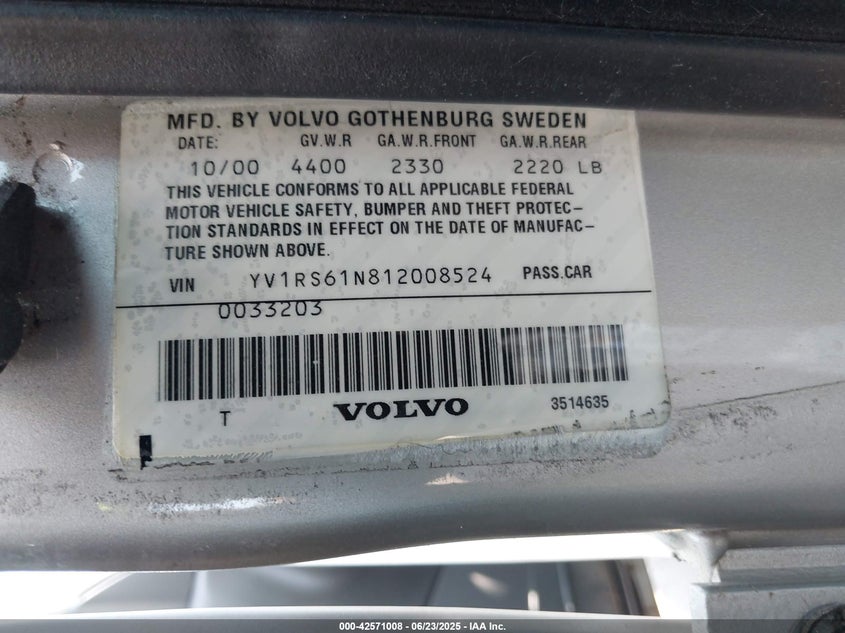 MFD. BY VOLVO GOTHENBURG SWEDEN
DATE: GV.W.R GA.W.R.FRONT GA.W.R.REAR
10/00 4400 2330 2220 LB
THIS VEHICLE CONFORMS TO ALL APPLICABLE FEDERAL
MOTOR VEHICLE SAFETY, BUMPER AND THEFT PROTEC–
TION STANDARDS IN EFFECT ON THE DATE OF MANUFAC–
TURE SHOWN ABOVE.
VIN YV1RS61N812008524 PASS.CAR
0033203
T VOLVO 3514635
000-42571008 - 06/23/2025 - IAA Inc.